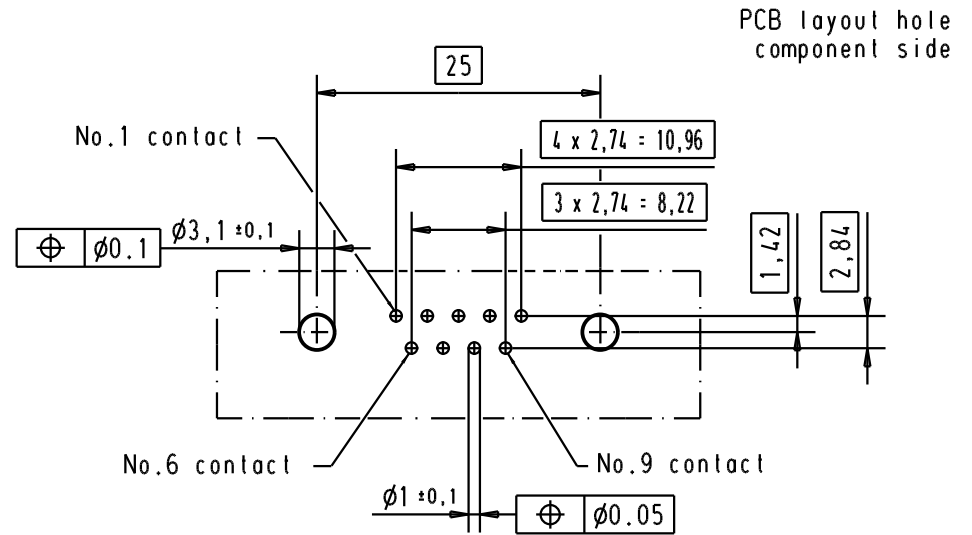 PCB layout hole
component side
25
No.1 contact
4 x 2,74 = 10,96
3 x 2,74 = 8,22
⌖ Ø0.1
Ø3,1 ±0,1
1,42
2,84
No.6 contact
No.9 contact
Ø1 ±0,1
⌖ Ø0.05